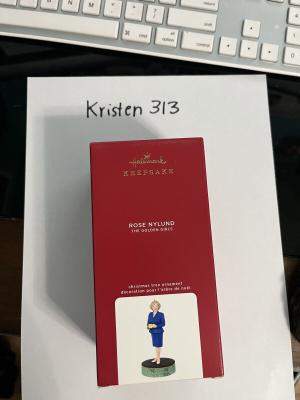 Kristen 313
Hallmark
KEEPSAKE
ROSE NYLUND
THE GOLDEN GIRLS
christmas tree ornament
décoration pour l'arbre de noël